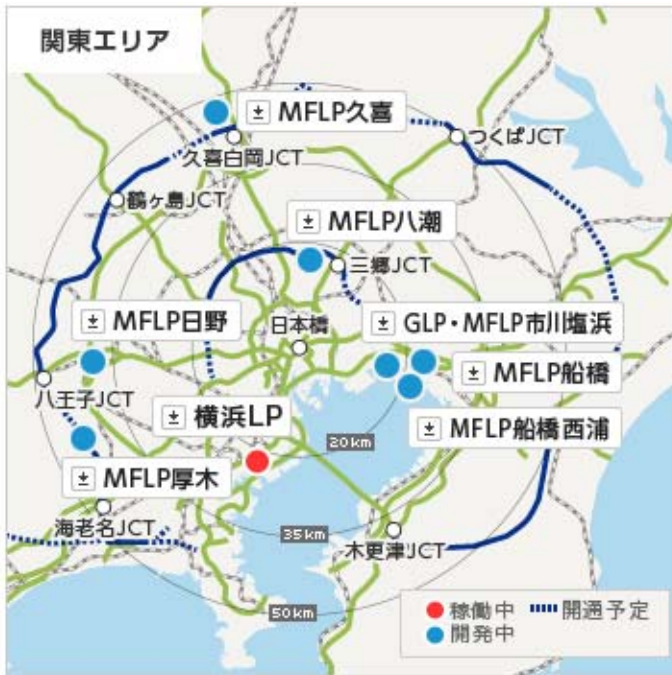 関東エリア
MFLP久喜
つくばJCT
久喜白岡JCT
鶴ヶ島JCT
MFLP八潮
三郷JCT
MFLP日野
日本橋
GLP・MFLP市川塩浜
MFLP船橋
八王子JCT
横浜LP
MFLP船橋西浦
20km
MFLP厚木
海老名JCT
35km
木更津JCT
50km
稼働中
開通予定
開発中